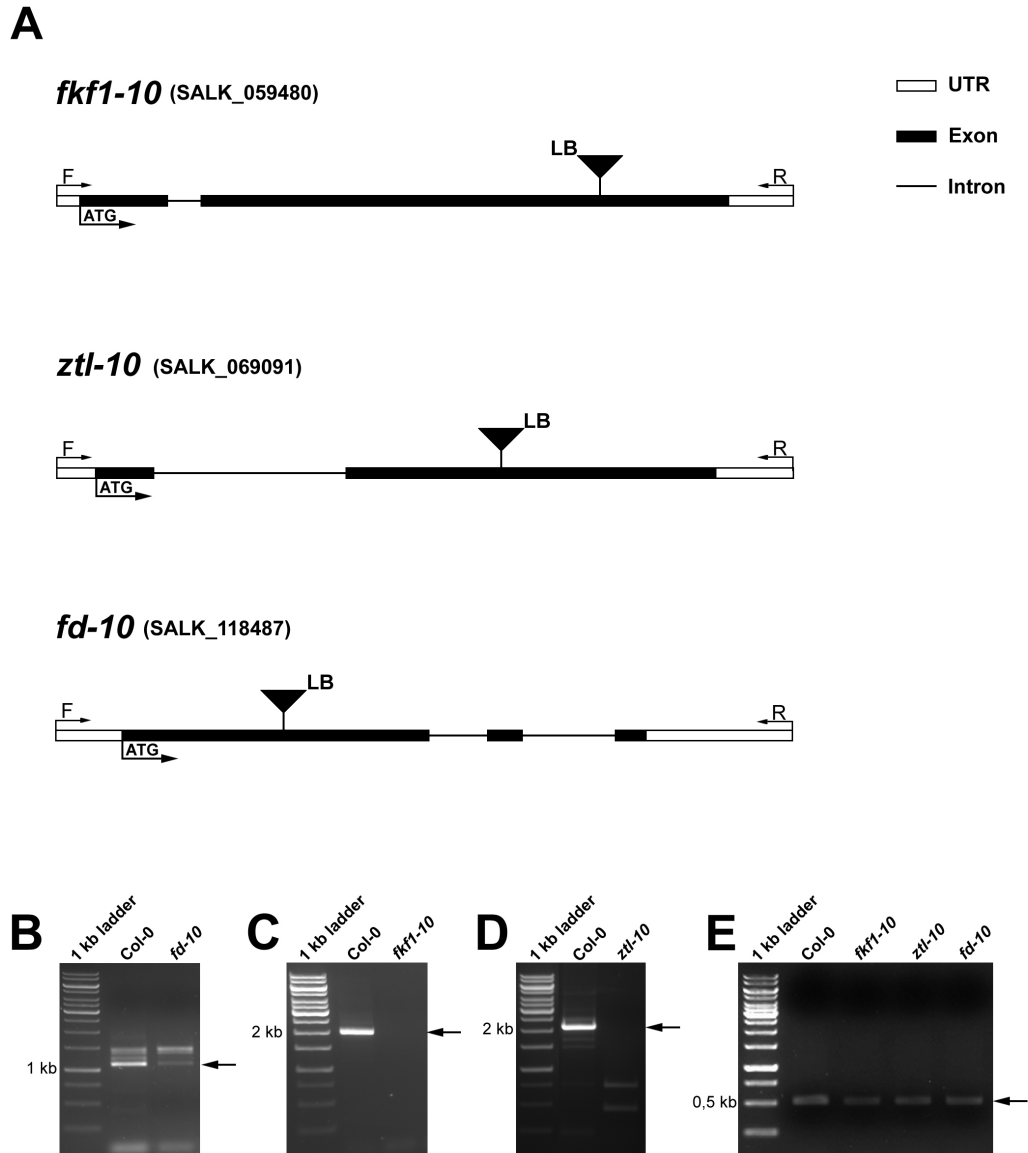 A
fkf1-10 (SALK_059480)
UTR
Exon
Intron
LB
F
R
ATG
ztl-10 (SALK_069091)
LB
F
R
ATG
fd-10 (SALK_118487)
LB
F
R
ATG
B
1 kb ladder
Col-0
fd-10
1 kb
C
1 kb ladder
Col-0
fkf1-10
2 kb
D
1 kb ladder
Col-0
ztl-10
2 kb
E
1 kb ladder
Col-0
fkf1-10
ztl-10
fd-10
0,5 kb